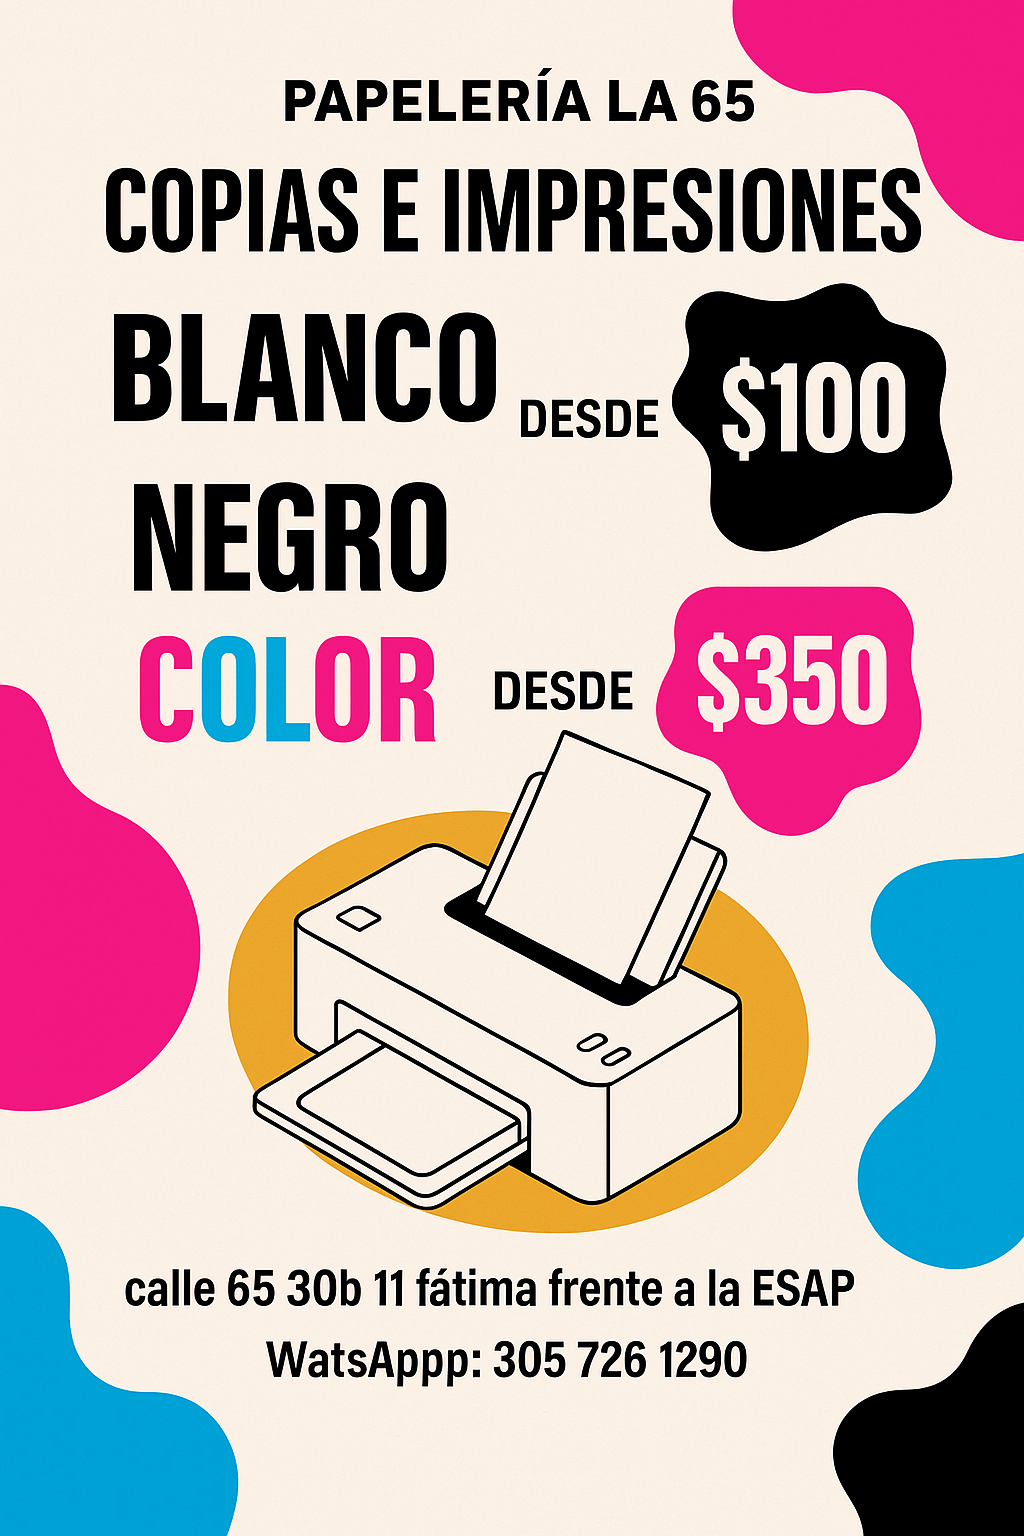 PAPELERÍA LA 65
COPIAS E IMPRESIONES
BLANCO
DESDE
$100
NEGRO
COLOR
DESDE
$350
calle 65 30b 11 fátima frente a la ESAP
WatsAppp: 305 726 1290